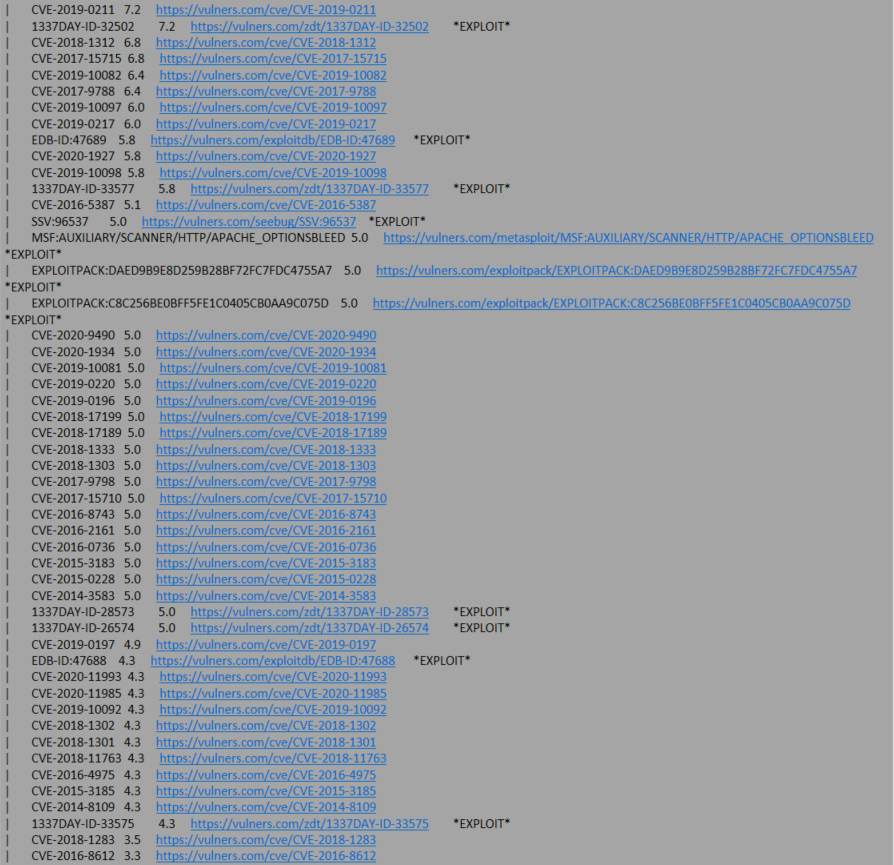 | CVE-2019-0211 7.2 https://vulners.com/cve/CVE-2019-0211
| 1337DAY-ID-32502 7.2 https://vulners.com/zdt/1337DAY-ID-32502 *EXPLOIT*
| CVE-2018-1312 6.8 https://vulners.com/cve/CVE-2018-1312
| CVE-2017-15715 6.8 https://vulners.com/cve/CVE-2017-15715
| CVE-2019-10082 6.4 https://vulners.com/cve/CVE-2019-10082
| CVE-2017-9788 6.4 https://vulners.com/cve/CVE-2017-9788
| CVE-2019-10097 6.0 https://vulners.com/cve/CVE-2019-10097
| CVE-2019-0217 6.0 https://vulners.com/cve/CVE-2019-0217
| EDB-ID:47689 5.8 https://vulners.com/exploitdb/EDB-ID:47689 *EXPLOIT*
| CVE-2020-1927 5.8 https://vulners.com/cve/CVE-2020-1927
| CVE-2019-10098 5.8 https://vulners.com/cve/CVE-2019-10098
| 1337DAY-ID-33577 5.8 https://vulners.com/zdt/1337DAY-ID-33577 *EXPLOIT*
| CVE-2016-5387 5.1 https://vulners.com/cve/CVE-2016-5387
| SSV:96537 5.0 https://vulners.com/seebug/SSV:96537 *EXPLOIT*
| MSF:AUXILIARY/SCANNER/HTTP/APACHE_OPTIONSBLEED 5.0 https://vulners.com/metasploit/MSF:AUXILIARY/SCANNER/HTTP/APACHE_OPTIONSBLEED
*EXPLOIT*
| EXPLOITPACK:DAED9B9E8D259B28BF72FC7FDC4755A7 5.0 https://vulners.com/exploitpack/EXPLOITPACK:DAED9B9E8D259B28BF72FC7FDC4755A7
*EXPLOIT*
| EXPLOITPACK:C8C256BE0BFF5FE1C0405CB0AA9C075D 5.0 https://vulners.com/exploitpack/EXPLOITPACK:C8C256BE0BFF5FE1C0405CB0AA9C075D
*EXPLOIT*
| CVE-2020-9490 5.0 https://vulners.com/cve/CVE-2020-9490
| CVE-2020-1934 5.0 https://vulners.com/cve/CVE-2020-1934
| CVE-2019-10081 5.0 https://vulners.com/cve/CVE-2019-10081
| CVE-2019-0220 5.0 https://vulners.com/cve/CVE-2019-0220
| CVE-2019-0196 5.0 https://vulners.com/cve/CVE-2019-0196
| CVE-2018-17199 5.0 https://vulners.com/cve/CVE-2018-17199
| CVE-2018-17189 5.0 https://vulners.com/cve/CVE-2018-17189
| CVE-2018-1333 5.0 https://vulners.com/cve/CVE-2018-1333
| CVE-2018-1303 5.0 https://vulners.com/cve/CVE-2018-1303
| CVE-2017-9798 5.0 https://vulners.com/cve/CVE-2017-9798
| CVE-2017-15710 5.0 https://vulners.com/cve/CVE-2017-15710
| CVE-2016-8743 5.0 https://vulners.com/cve/CVE-2016-8743
| CVE-2016-2161 5.0 https://vulners.com/cve/CVE-2016-2161
| CVE-2016-0736 5.0 https://vulners.com/cve/CVE-2016-0736
| CVE-2015-3183 5.0 https://vulners.com/cve/CVE-2015-3183
| CVE-2015-0228 5.0 https://vulners.com/cve/CVE-2015-0228
| CVE-2014-3583 5.0 https://vulners.com/cve/CVE-2014-3583
| 1337DAY-ID-28573 5.0 https://vulners.com/zdt/1337DAY-ID-28573 *EXPLOIT*
| 1337DAY-ID-26574 5.0 https://vulners.com/zdt/1337DAY-ID-26574 *EXPLOIT*
| CVE-2019-0197 4.9 https://vulners.com/cve/CVE-2019-0197
| EDB-ID:47688 4.3 https://vulners.com/exploitdb/EDB-ID:47688 *EXPLOIT*
| CVE-2020-11993 4.3 https://vulners.com/cve/CVE-2020-11993
| CVE-2020-11985 4.3 https://vulners.com/cve/CVE-2020-11985
| CVE-2019-10092 4.3 https://vulners.com/cve/CVE-2019-10092
| CVE-2018-1302 4.3 https://vulners.com/cve/CVE-2018-1302
| CVE-2018-1301 4.3 https://vulners.com/cve/CVE-2018-1301
| CVE-2018-11763 4.3 https://vulners.com/cve/CVE-2018-11763
| CVE-2016-4975 4.3 https://vulners.com/cve/CVE-2016-4975
| CVE-2015-3185 4.3 https://vulners.com/cve/CVE-2015-3185
| CVE-2014-8109 4.3 https://vulners.com/cve/CVE-2014-8109
| 1337DAY-ID-33575 4.3 https://vulners.com/zdt/1337DAY-ID-33575 *EXPLOIT*
| CVE-2018-1283 3.5 https://vulners.com/cve/CVE-2018-1283
| CVE-2016-8612 3.3 https://vulners.com/cve/CVE-2016-8612